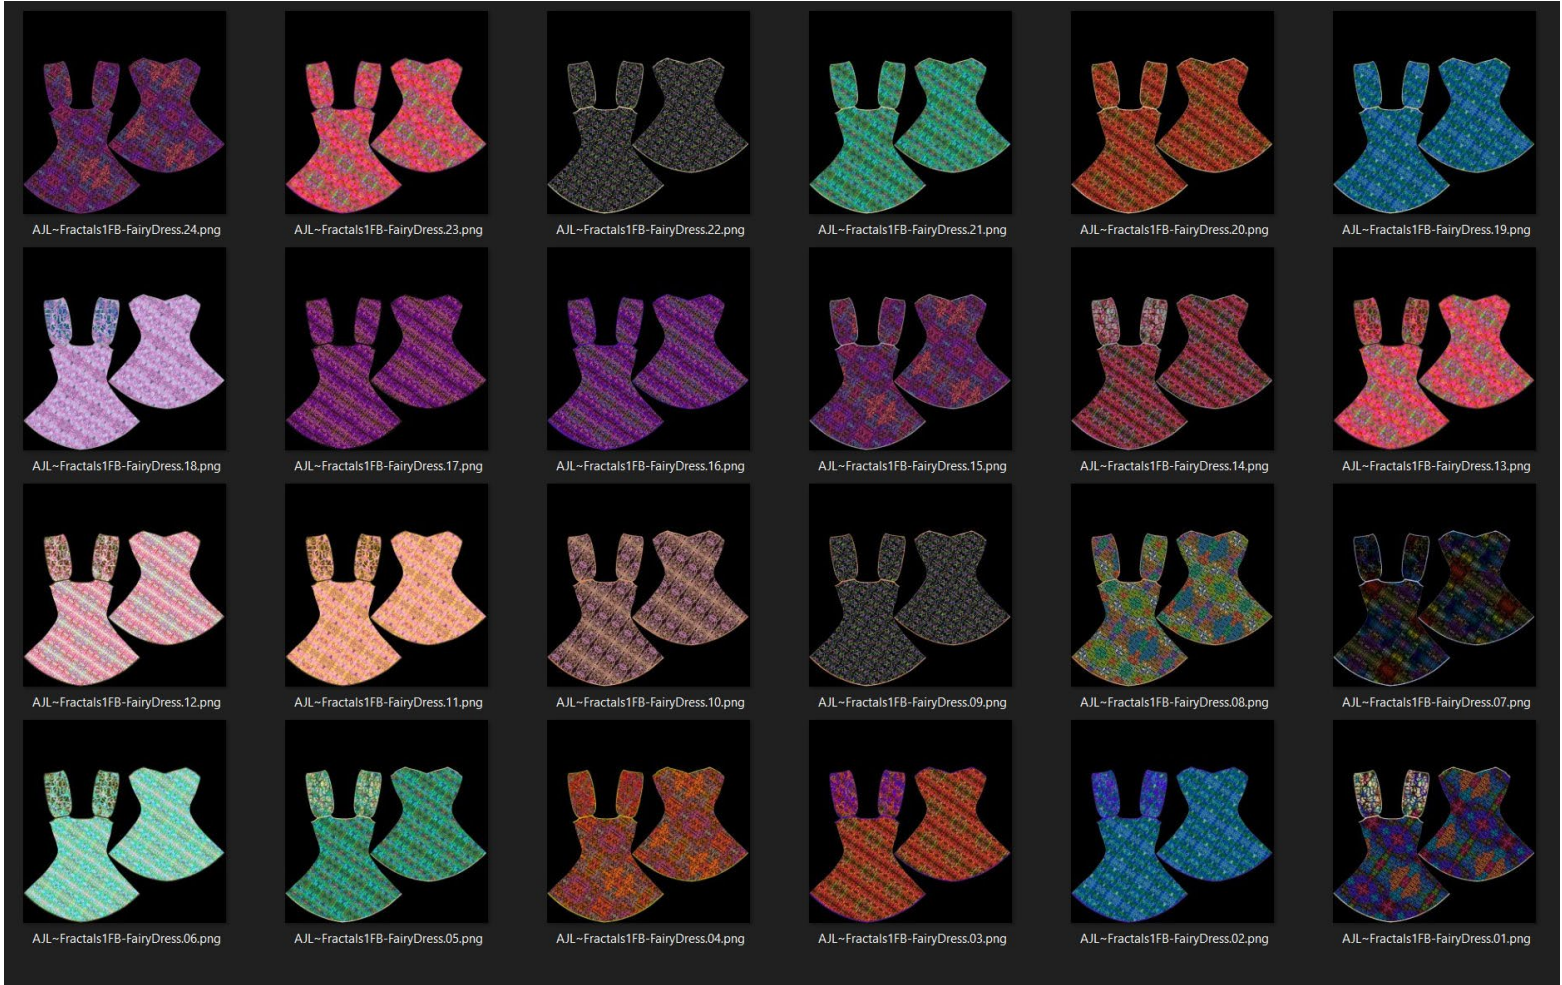 AJL~Fractals1FB-FairyDress.24.png
AJL~Fractals1FB-FairyDress.23.png
AJL~Fractals1FB-FairyDress.22.png
AJL~Fractals1FB-FairyDress.21.png
AJL~Fractals1FB-FairyDress.20.png
AJL~Fractals1FB-FairyDress.19.png
AJL~Fractals1FB-FairyDress.18.png
AJL~Fractals1FB-FairyDress.17.png
AJL~Fractals1FB-FairyDress.16.png
AJL~Fractals1FB-FairyDress.15.png
AJL~Fractals1FB-FairyDress.14.png
AJL~Fractals1FB-FairyDress.13.png
AJL~Fractals1FB-FairyDress.12.png
AJL~Fractals1FB-FairyDress.11.png
AJL~Fractals1FB-FairyDress.10.png
AJL~Fractals1FB-FairyDress.09.png
AJL~Fractals1FB-FairyDress.08.png
AJL~Fractals1FB-FairyDress.07.png
AJL~Fractals1FB-FairyDress.06.png
AJL~Fractals1FB-FairyDress.05.png
AJL~Fractals1FB-FairyDress.04.png
AJL~Fractals1FB-FairyDress.03.png
AJL~Fractals1FB-FairyDress.02.png
AJL~Fractals1FB-FairyDress.01.png